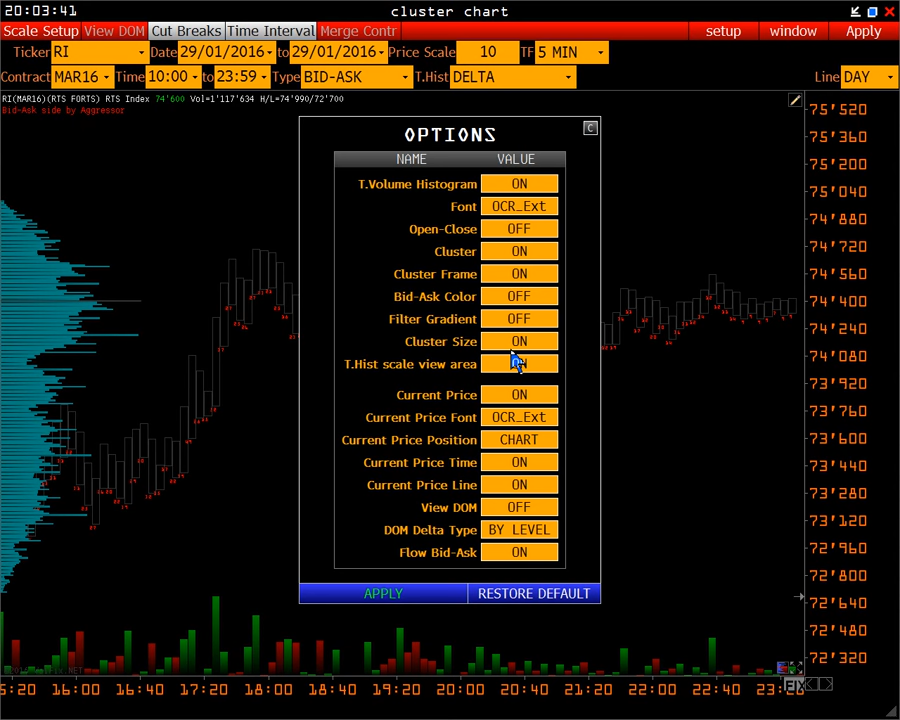 20:03:41 cluster chart
Scale Setup View DOM Cut Breaks Time Interval Merge Contr setup window Apply
Ticker RI Date 29/01/2016 to 29/01/2016 Price Scale 10 TF 5 MIN
Contract MAR16 Time 10:00 to 23:59 Type BID-ASK T.Hist DELTA Line DAY
RI(MAR16)(RTS FORTS) RTS Index 74'600 Vol=1'117'634 H/L=74'990/72'700
Bid-Ask side by Aggressor
OPTIONS
C
NAME VALUE
T.Volume Histogram ON
Font OCR_Ext
Open-Close OFF
Cluster ON
Cluster Frame ON
Bid-Ask Color OFF
Filter Gradient OFF
Cluster Size ON
T.Hist scale view area
Current Price ON
Current Price Font OCR_Ext
Current Price Position CHART
Current Price Time ON
Current Price Line ON
View DOM OFF
DOM Delta Type BY LEVEL
Flow Bid-Ask ON
APPLY RESTORE DEFAULT
75'520
75'360
75'200
75'040
74'880
74'720
74'560
74'400
74'240
74'080
73'920
73'760
73'600
73'440
73'280
73'120
72'960
72'800
72'640
72'480
72'320
5:20 16:00 16:40 17:20 18:00 18:40 19:20 20:00 20:40 21:20 22:00 22:40 23:20
FIX